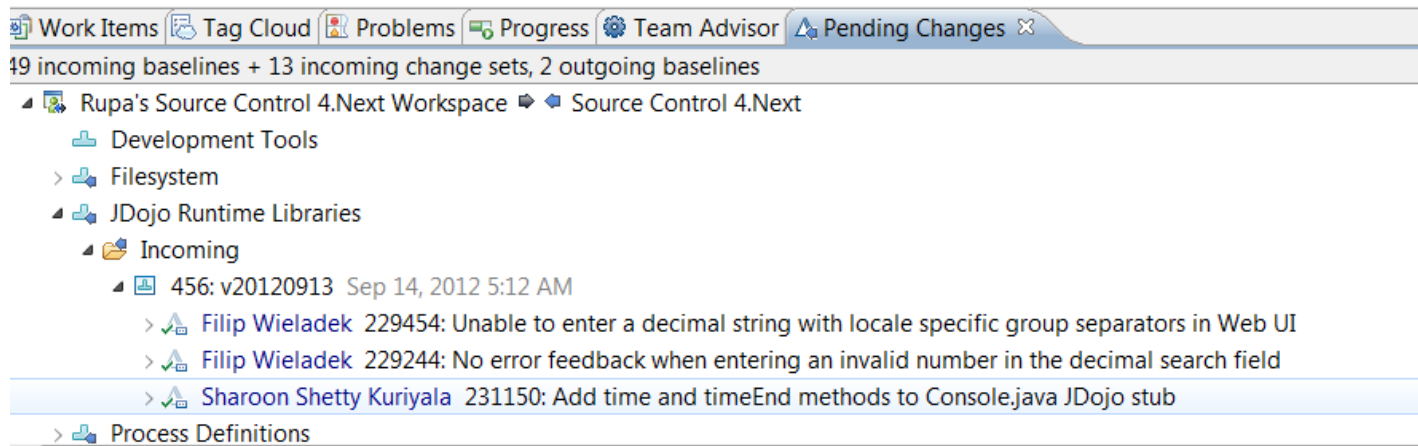 Work Items Tag Cloud Problems Progress Team Advisor Pending Changes
49 incoming baselines + 13 incoming change sets, 2 outgoing baselines
Rupa's Source Control 4.Next Workspace Source Control 4.Next
Development Tools
Filesystem
JDojo Runtime Libraries
Incoming
456: v20120913 Sep 14, 2012 5:12 AM
Filip Wieladek 229454: Unable to enter a decimal string with locale specific group separators in Web UI
Filip Wieladek 229244: No error feedback when entering an invalid number in the decimal search field
Sharoon Shetty Kuriyala 231150: Add time and timeEnd methods to Console.java JDojo stub
Process Definitions